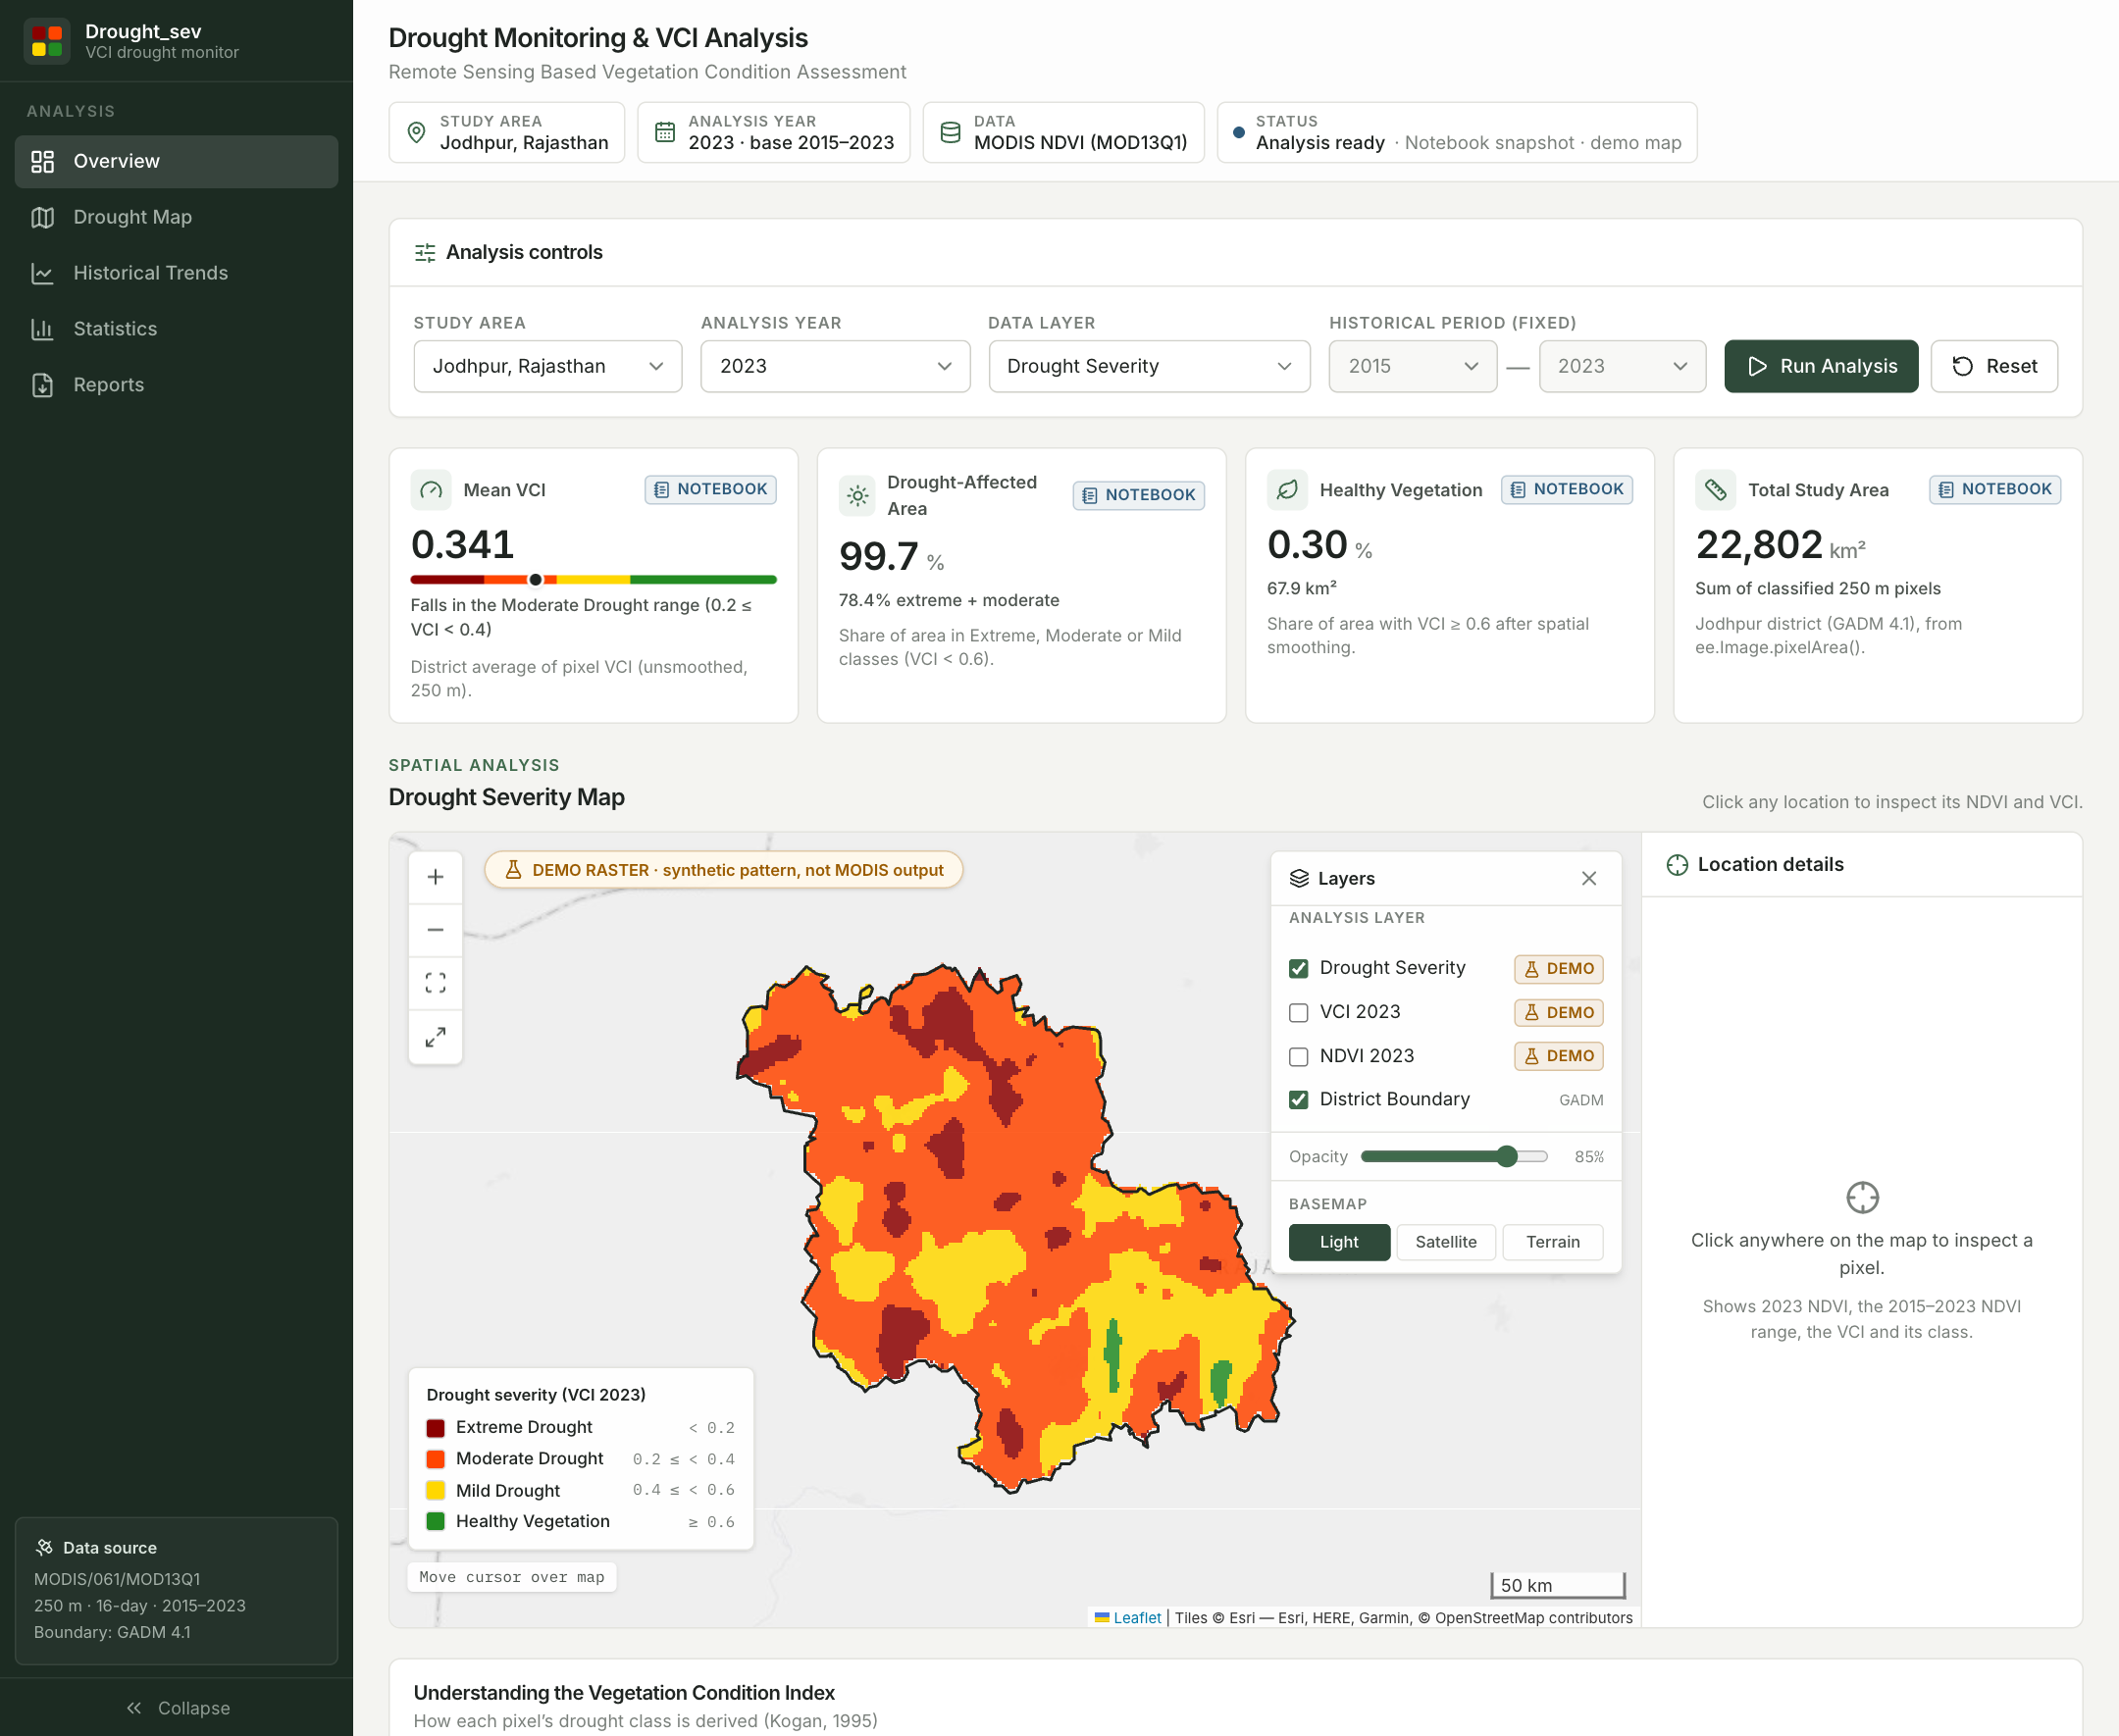 Drought_sev
VCI drought monitor
ANALYSIS
Overview
Drought Map
Historical Trends
Statistics
Reports
Data source
MODIS/061/MOD13Q1
250 m · 16-day · 2015–2023
Boundary: GADM 4.1
Collapse
Drought Monitoring & VCI Analysis
Remote Sensing Based Vegetation Condition Assessment
STUDY AREA
Jodhpur, Rajasthan
ANALYSIS YEAR
2023 · base 2015–2023
DATA
MODIS NDVI (MOD13Q1)
STATUS
Analysis ready · Notebook snapshot · demo map
Analysis controls
STUDY AREA
Jodhpur, Rajasthan
ANALYSIS YEAR
2023
DATA LAYER
Drought Severity
HISTORICAL PERIOD (FIXED)
2015 — 2023
Run Analysis
Reset
Mean VCI
NOTEBOOK
0.341
Falls in the Moderate Drought range (0.2 ≤
VCI < 0.4)
District average of pixel VCI (unsmoothed,
250 m).
Drought-Affected
Area
NOTEBOOK
99.7 %
78.4% extreme + moderate
Share of area in Extreme, Moderate or Mild
classes (VCI < 0.6).
Healthy Vegetation
NOTEBOOK
0.30 %
67.9 km²
Share of area with VCI ≥ 0.6 after spatial
smoothing.
Total Study Area
NOTEBOOK
22,802 km²
Sum of classified 250 m pixels
Jodhpur district (GADM 4.1), from
ee.Image.pixelArea().
SPATIAL ANALYSIS
Drought Severity Map
Click any location to inspect its NDVI and VCI.
DEMO RASTER · synthetic pattern, not MODIS output
Layers
ANALYSIS LAYER
Drought Severity DEMO
VCI 2023 DEMO
NDVI 2023 DEMO
District Boundary GADM
Opacity 85%
BASEMAP
Light Satellite Terrain
Drought severity (VCI 2023)
Extreme Drought < 0.2
Moderate Drought 0.2 ≤ < 0.4
Mild Drought 0.4 ≤ < 0.6
Healthy Vegetation ≥ 0.6
Move cursor over map
50 km
Leaflet | Tiles © Esri — Esri, HERE, Garmin, © OpenStreetMap contributors
Location details
Click anywhere on the map to inspect a
pixel.
Shows 2023 NDVI, the 2015–2023 NDVI
range, the VCI and its class.
Understanding the Vegetation Condition Index
How each pixel's drought class is derived (Kogan, 1995)